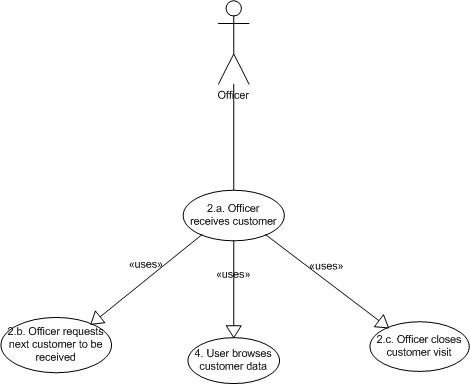 Officer
2.a. Officer
receives customer
«uses»
«uses»
«uses»
2.b. Officer requests
next customer to be
received
4. User browses
customer data
2.c. Officer closes
customer visit